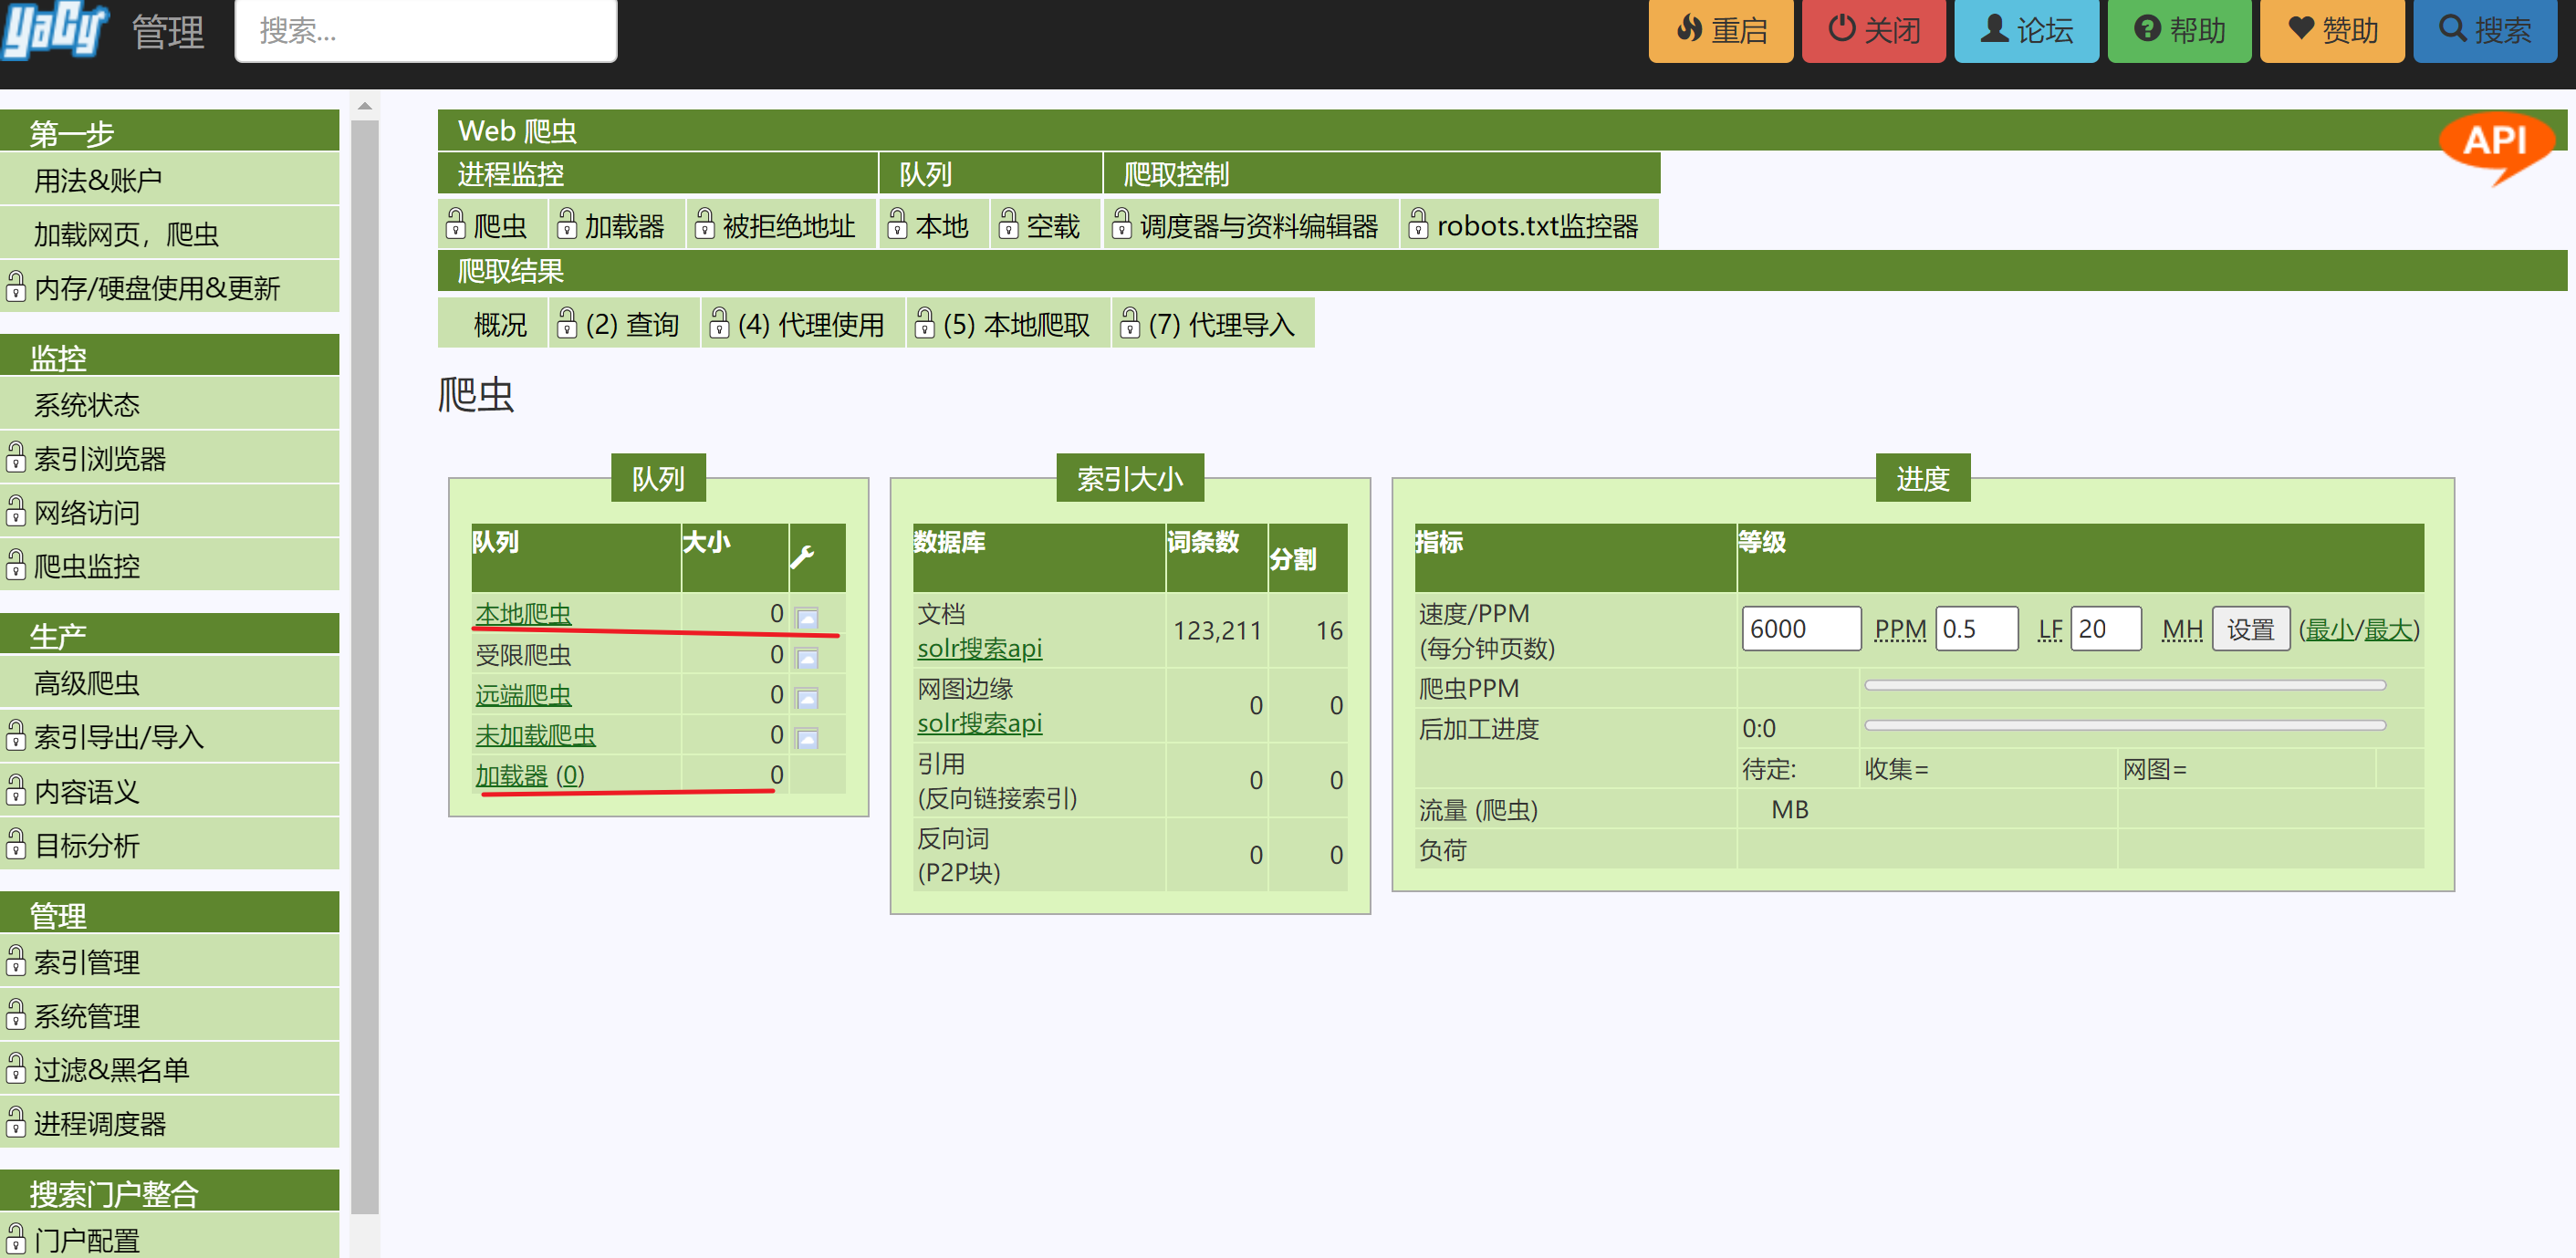 YaCy 管理 搜索... 重启 关闭 论坛 帮助 赞助 搜索
第一步
用法&账户
加载网页，爬虫
内存/硬盘使用&更新
监控
系统状态
索引浏览器
网络访问
爬虫监控
生产
高级爬虫
索引导出/导入
内容语义
目标分析
管理
索引管理
系统管理
过滤&黑名单
进程调度器
搜索门户整合
门户配置
Web 爬虫
API
进程监控 队列 爬取控制
爬虫 加载器 被拒绝地址 本地 空载 调度器与资料编辑器 robots.txt监控器
爬取结果
概况 (2) 查询 (4) 代理使用 (5) 本地爬取 (7) 代理导入
爬虫
队列
队列 大小
本地爬虫 0
受限爬虫 0
远端爬虫 0
未加载爬虫 0
加载器 (0) 0
索引大小
数据库 词条数 分割
文档
solr搜索api 123,211 16
网图边缘
solr搜索api 0 0
引用
(反向链接索引) 0 0
反向词
(P2P块) 0 0
进度
指标 等级
速度/PPM
(每分钟页数) 6000 PPM 0.5 LF 20 MH 设置 (最小/最大)
爬虫PPM
后加工进度 0:0
待定: 收集= 网图=
流量 (爬虫) MB
负荷